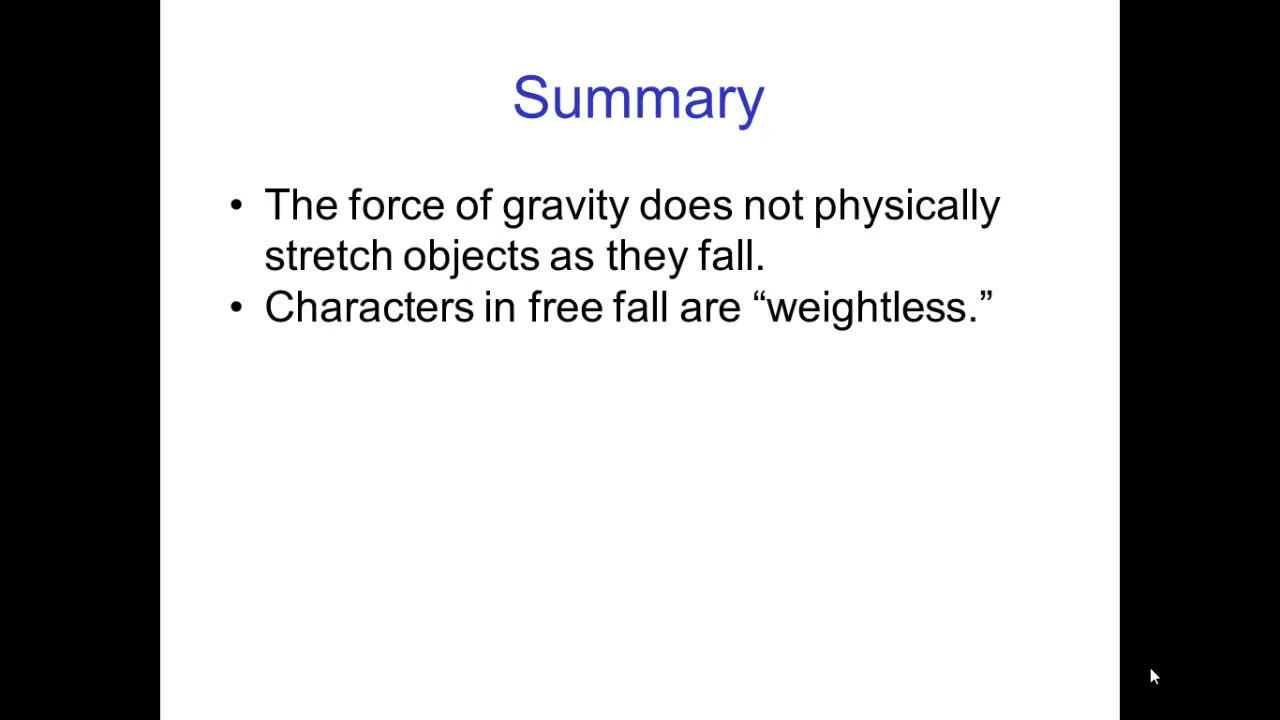 Summary
• The force of gravity does not physically
stretch objects as they fall.
• Characters in free fall are “weightless.”